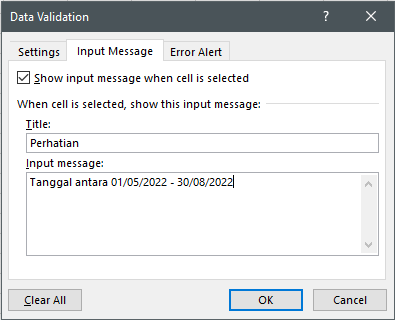 Data Validation
Settings Input Message Error Alert
Show input message when cell is selected
When cell is selected, show this input message:
Title:
Perhatian
Input message:
Tanggal antara 01/05/2022 - 30/08/2022
Clear All OK Cancel